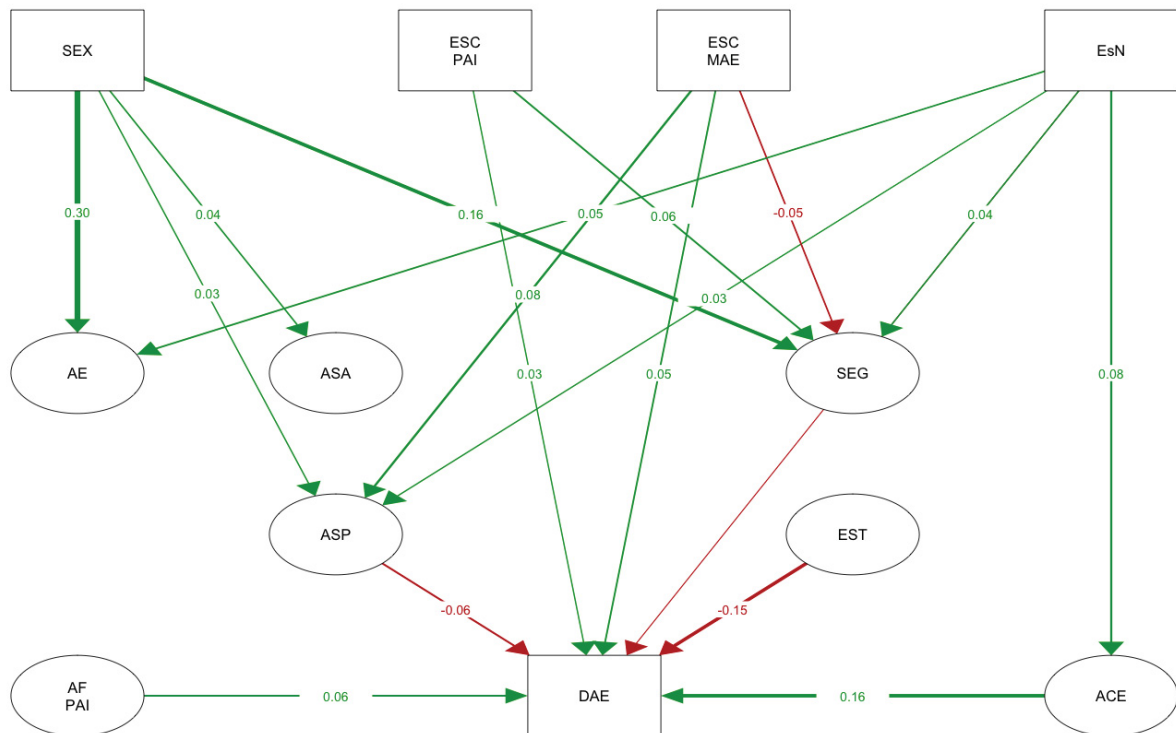 SEX
ESC
PAI
ESC
MAE
EsN
0.30
0.04
0.16
0.05
0.06
-0.05
0.04
0.03
0.08
0.03
AE
ASA
0.03
0.05
SEG
0.08
ASP
EST
-0.06
-0.15
AF
PAI
0.06
DAE
0.16
ACE